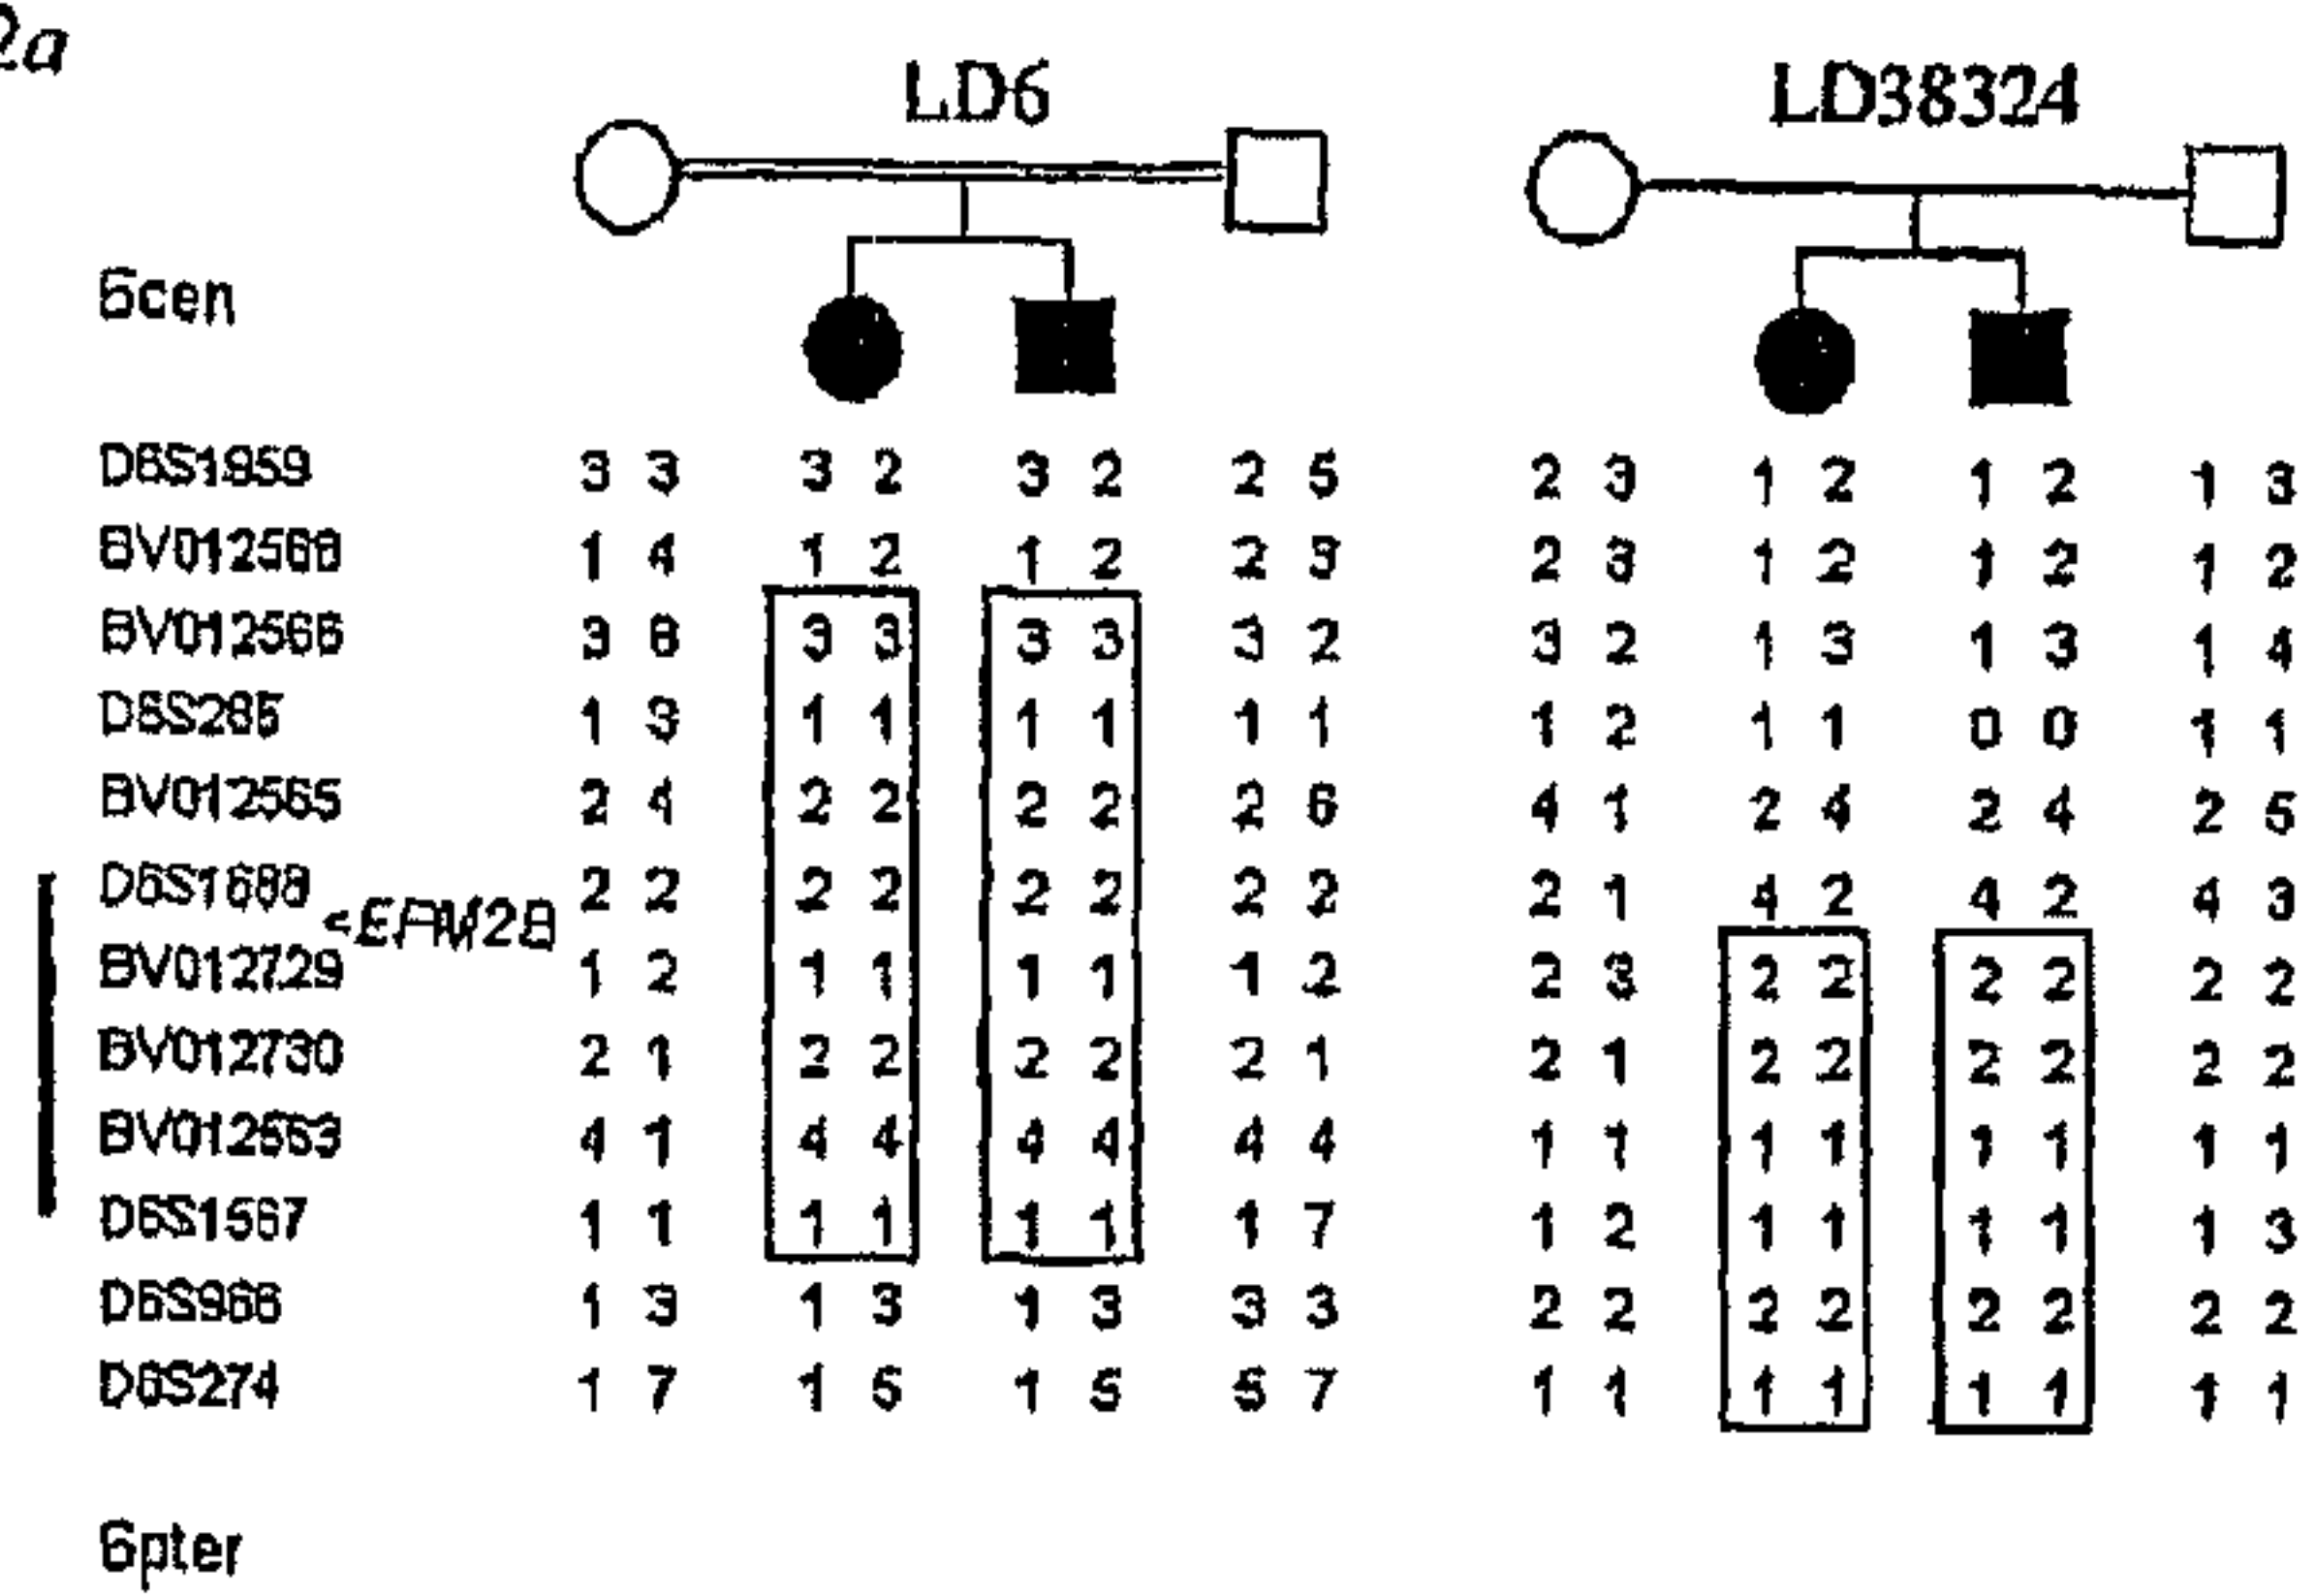 2a
LD6 LD3824
6cen
D6S1959 3 3 3 2 3 2 2 5 2 3 1 2 1 2 1 3
1 4 1 2 1 2 2 2 3 1 2 1 2 1 2
BV012566 3 6 3 3 3 3 3 2 3 2 1 3 1 3 1 4
D6S285 1 3 1 1 1 1 1 1 1 2 1 1 0 0 1 1
BV012565 2 4 2 2 2 2 2 6 4 1 2 4 2 4 2 5
D6S1688 2 2 2 2 2 2 2 2 2 1 4 2 4 2 4 3
BV012729 1 2 1 1 1 1 1 2 2 3 2 2 2 2 2 2
BV012730 2 1 2 2 2 2 2 1 2 1 2 2 2 2 2 2
BV012563 4 1 4 4 4 4 4 4 1 1 1 1 1 1 1 1
D6S1567 1 1 1 1 1 1 1 7 1 2 1 1 1 1 1 3
D6S966 1 3 1 3 1 3 3 3 2 2 2 2 2 2 2 2
D6S274 1 7 1 5 1 5 5 7 1 1 1 1 1 1 1 1
6pter